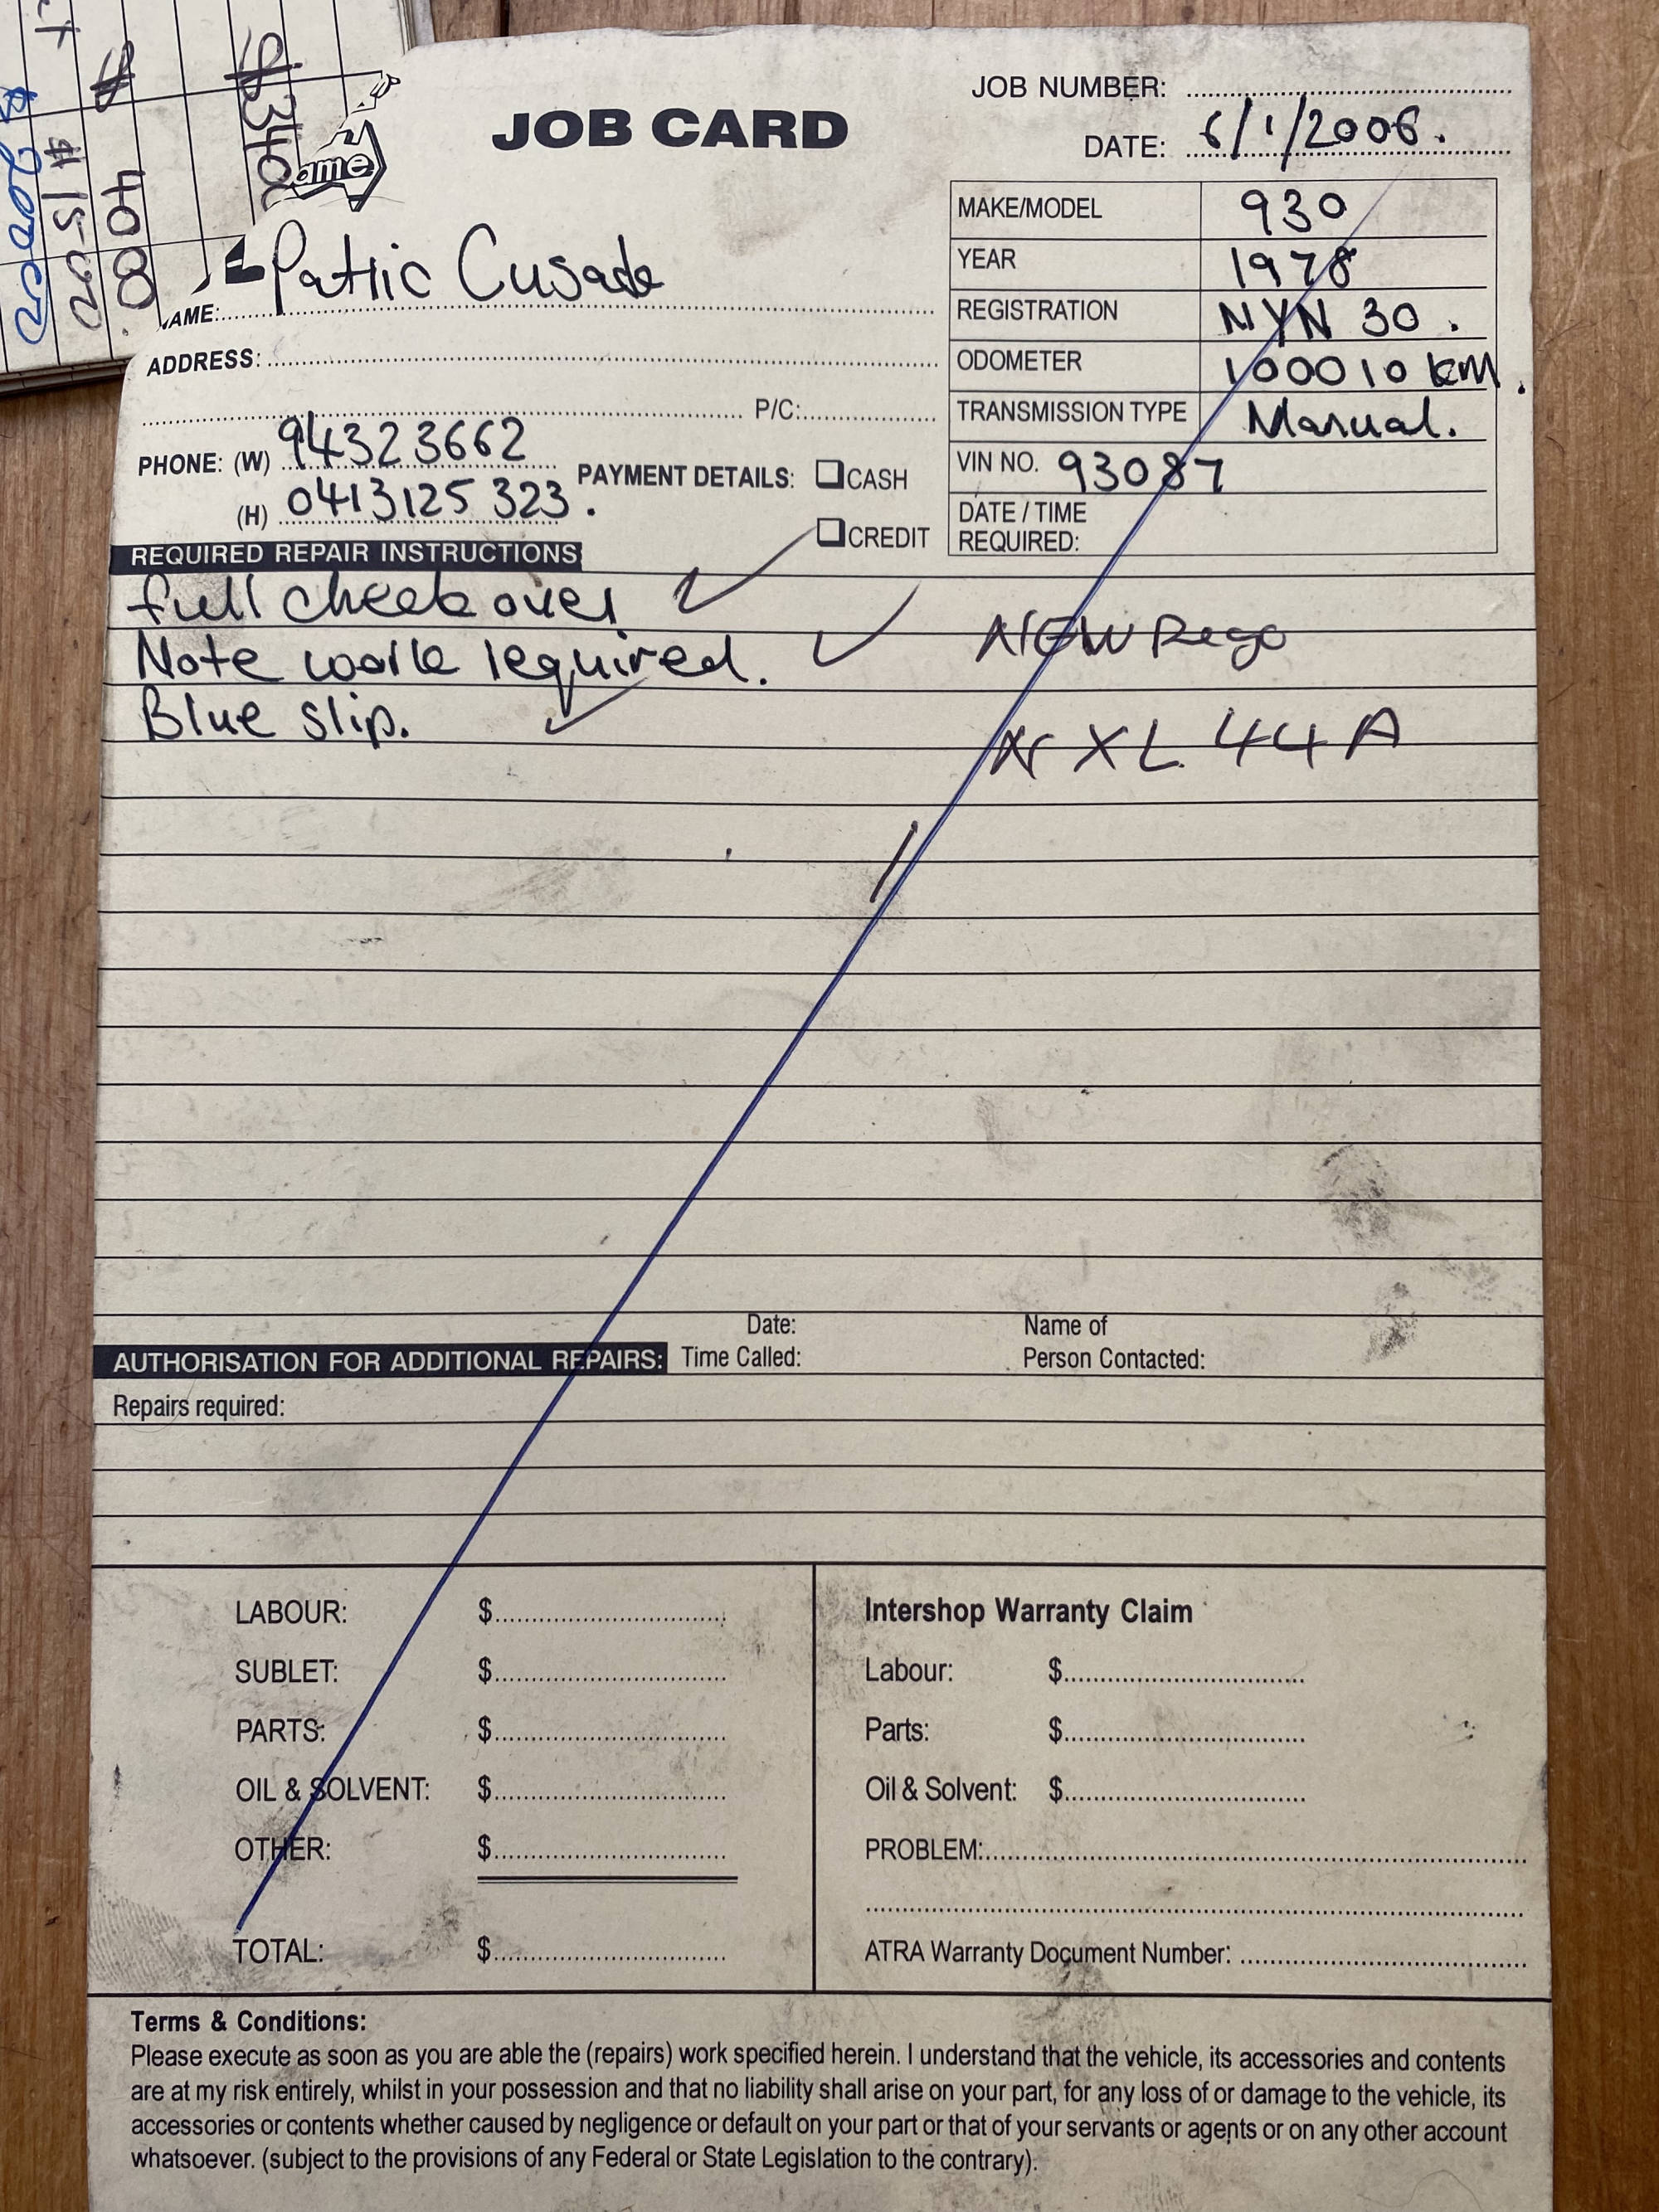 $3400
$ 408.
$1500
JOB CARD
ame
JOB NUMBER:
DATE: 6/1/2006.
MAKE/MODEL 930
YEAR 1978
REGISTRATION NYN 30.
ODOMETER 100010 km.
TRANSMISSION TYPE Manual.
VIN NO. 93087
DATE / TIME
REQUIRED:
Patric Cusade
AME:
ADDRESS:
P/C:
PHONE: (W) 94323662
(H) 0413125 323.
PAYMENT DETAILS: CASH
CREDIT
REQUIRED REPAIR INSTRUCTIONS
full check over
Note work required.
Blue slip.
NEW Rego
NXL 44A
AUTHORISATION FOR ADDITIONAL REPAIRS:
Date:
Time Called:
Name of
Person Contacted:
Repairs required:
LABOUR: $
SUBLET: $
PARTS: $
OIL & SOLVENT: $
OTHER: $
TOTAL: $
Intershop Warranty Claim
Labour: $
Parts: $
Oil & Solvent: $
PROBLEM:
ATRA Warranty Document Number:
Terms & Conditions:
Please execute as soon as you are able the (repairs) work specified herein. I understand that the vehicle, its accessories and contents
are at my risk entirely, whilst in your possession and that no liability shall arise on your part, for any loss of or damage to the vehicle, its
accessories or contents whether caused by negligence or default on your part or that of your servants or agents or on any other account
whatsoever. (subject to the provisions of any Federal or State Legislation to the contrary).